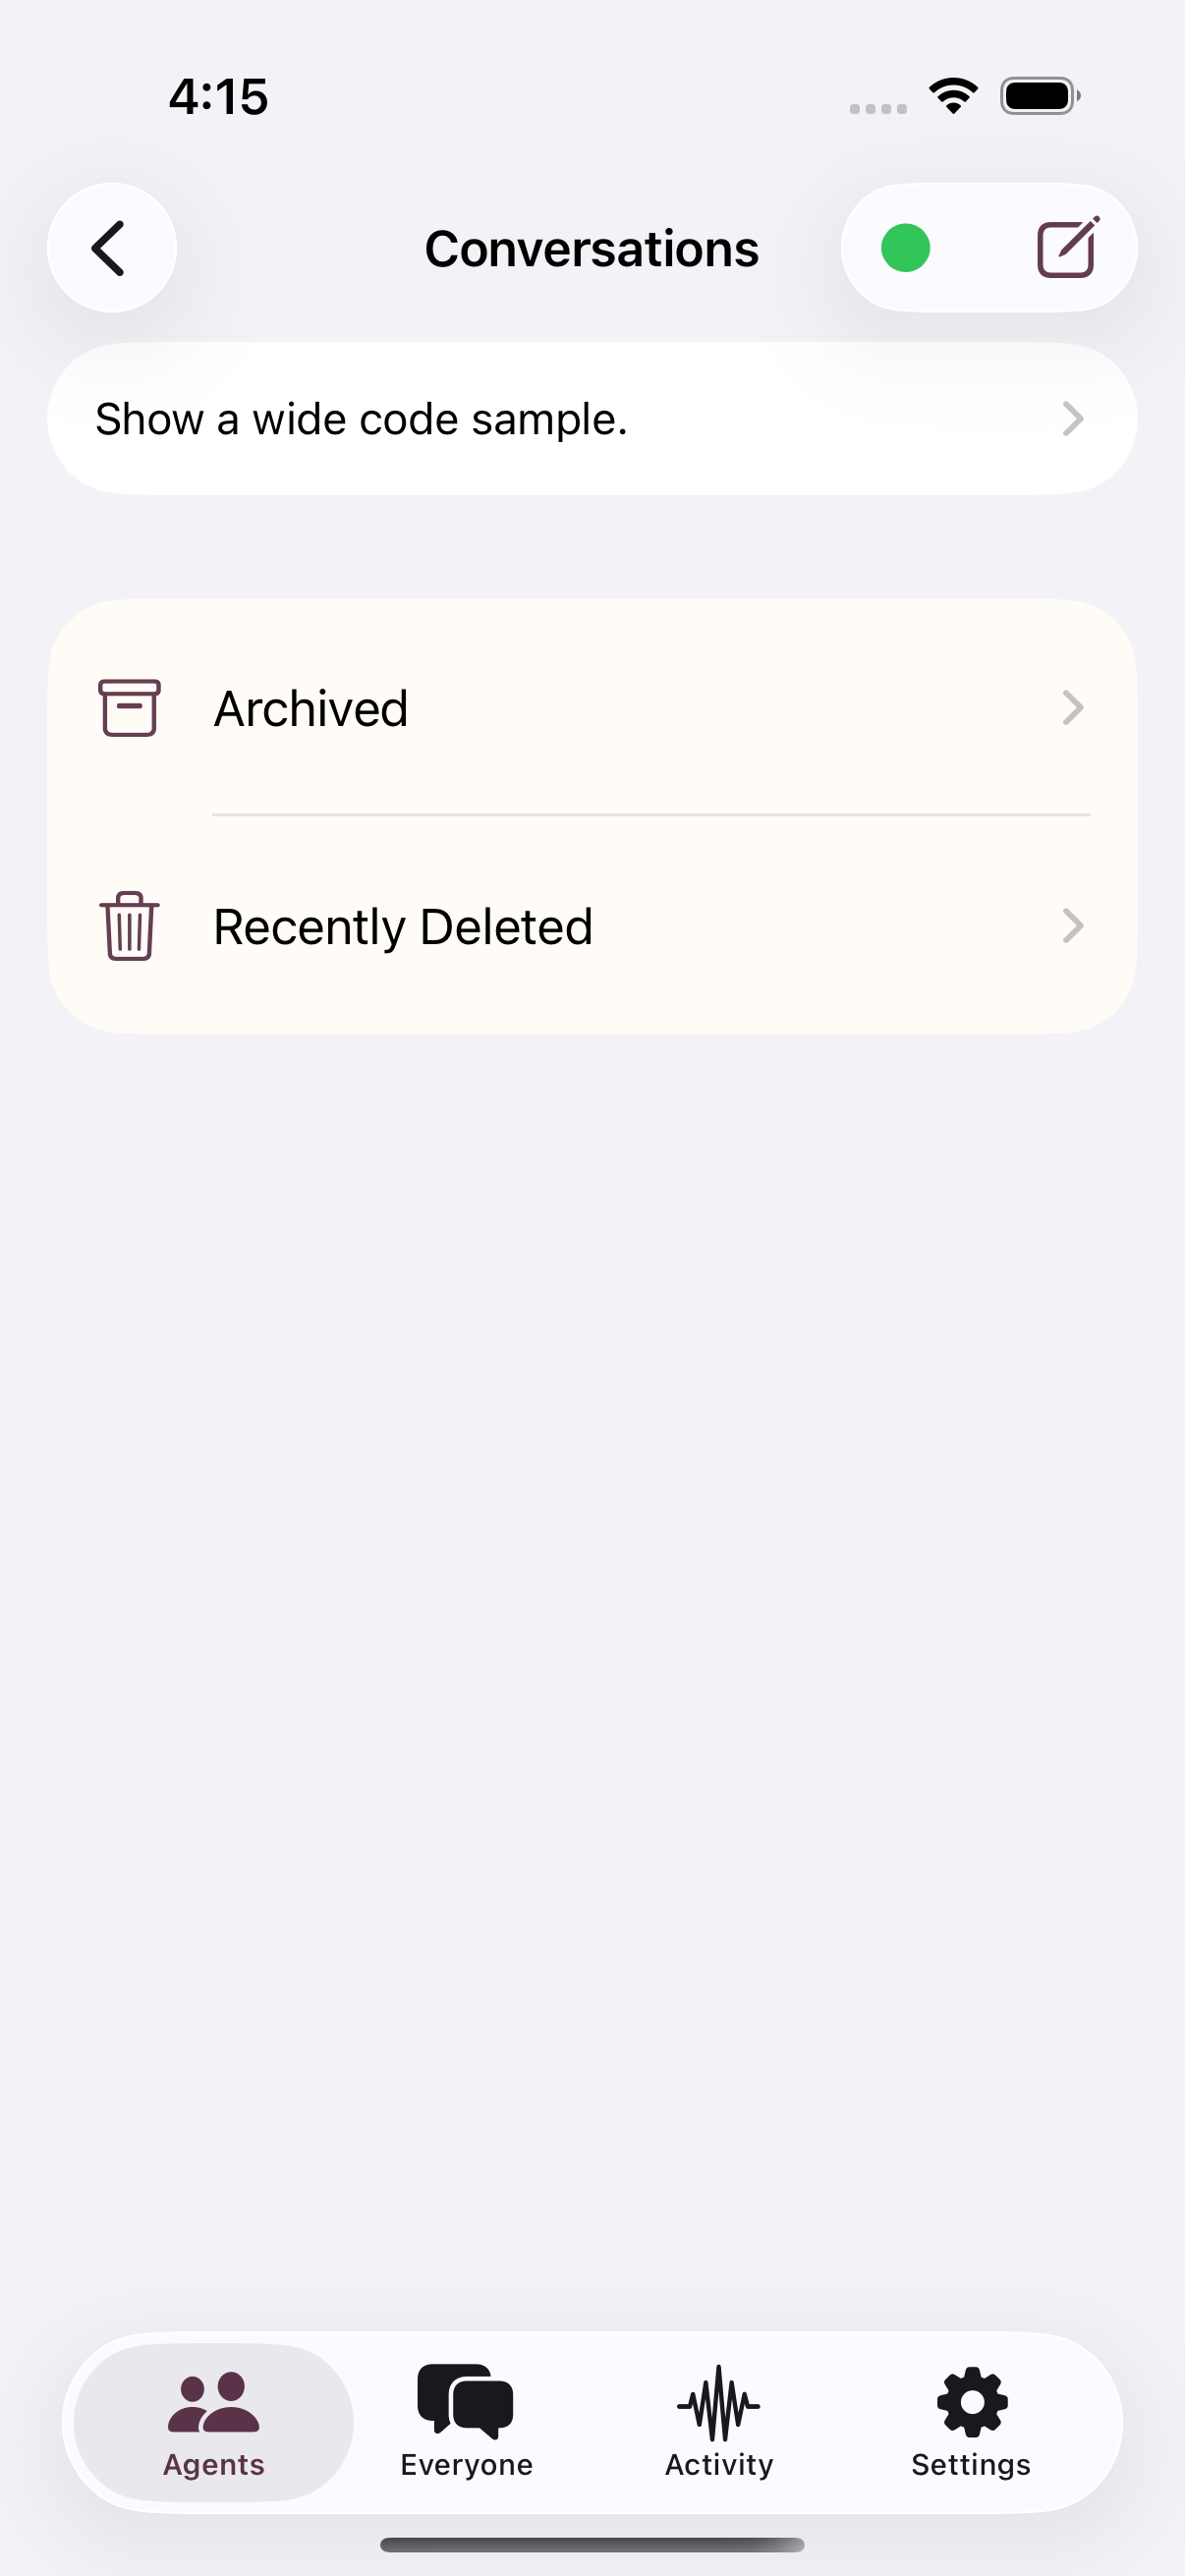 4:15
Conversations
Show a wide code sample.
Archived
Recently Deleted
Agents
Everyone
Activity
Settings